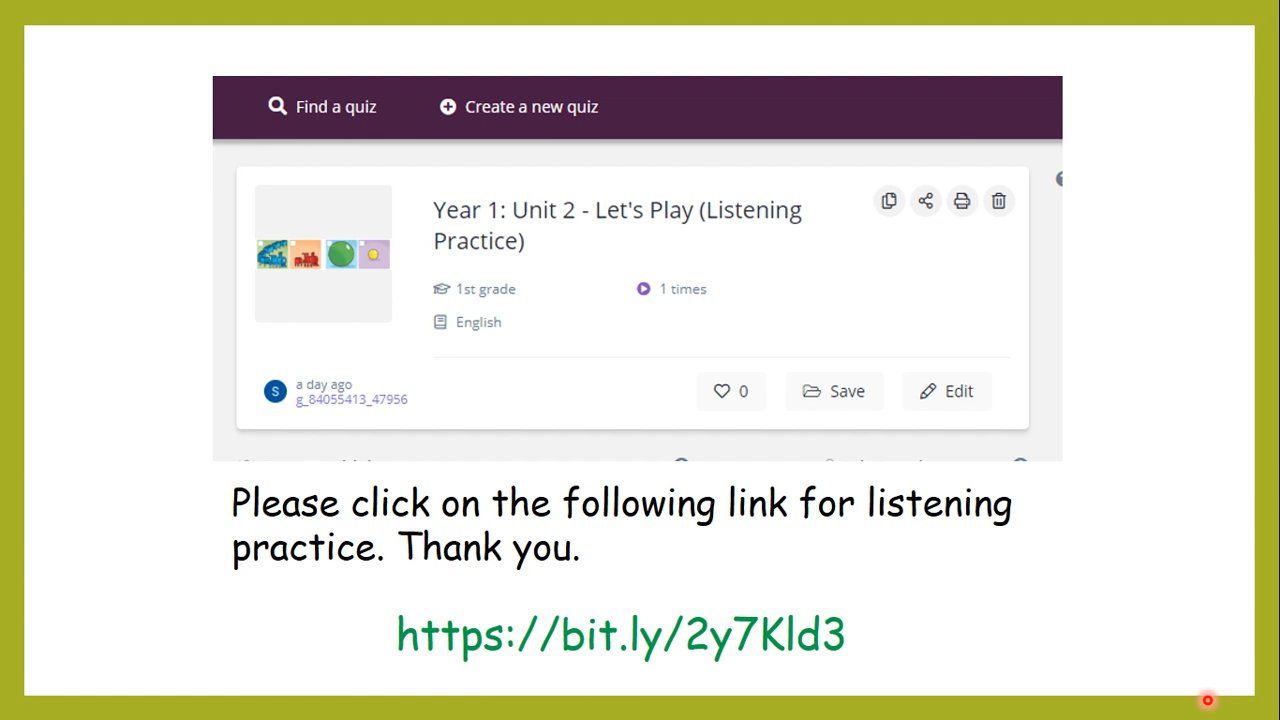 Find a quiz
Create a new quiz
Year 1: Unit 2 - Let's Play (Listening
Practice)
1st grade
1 times
English
S
a day ago
g_84055413_47956
0
Save
Edit
Please click on the following link for listening
practice. Thank you.
https://bit.ly/2y7Kld3